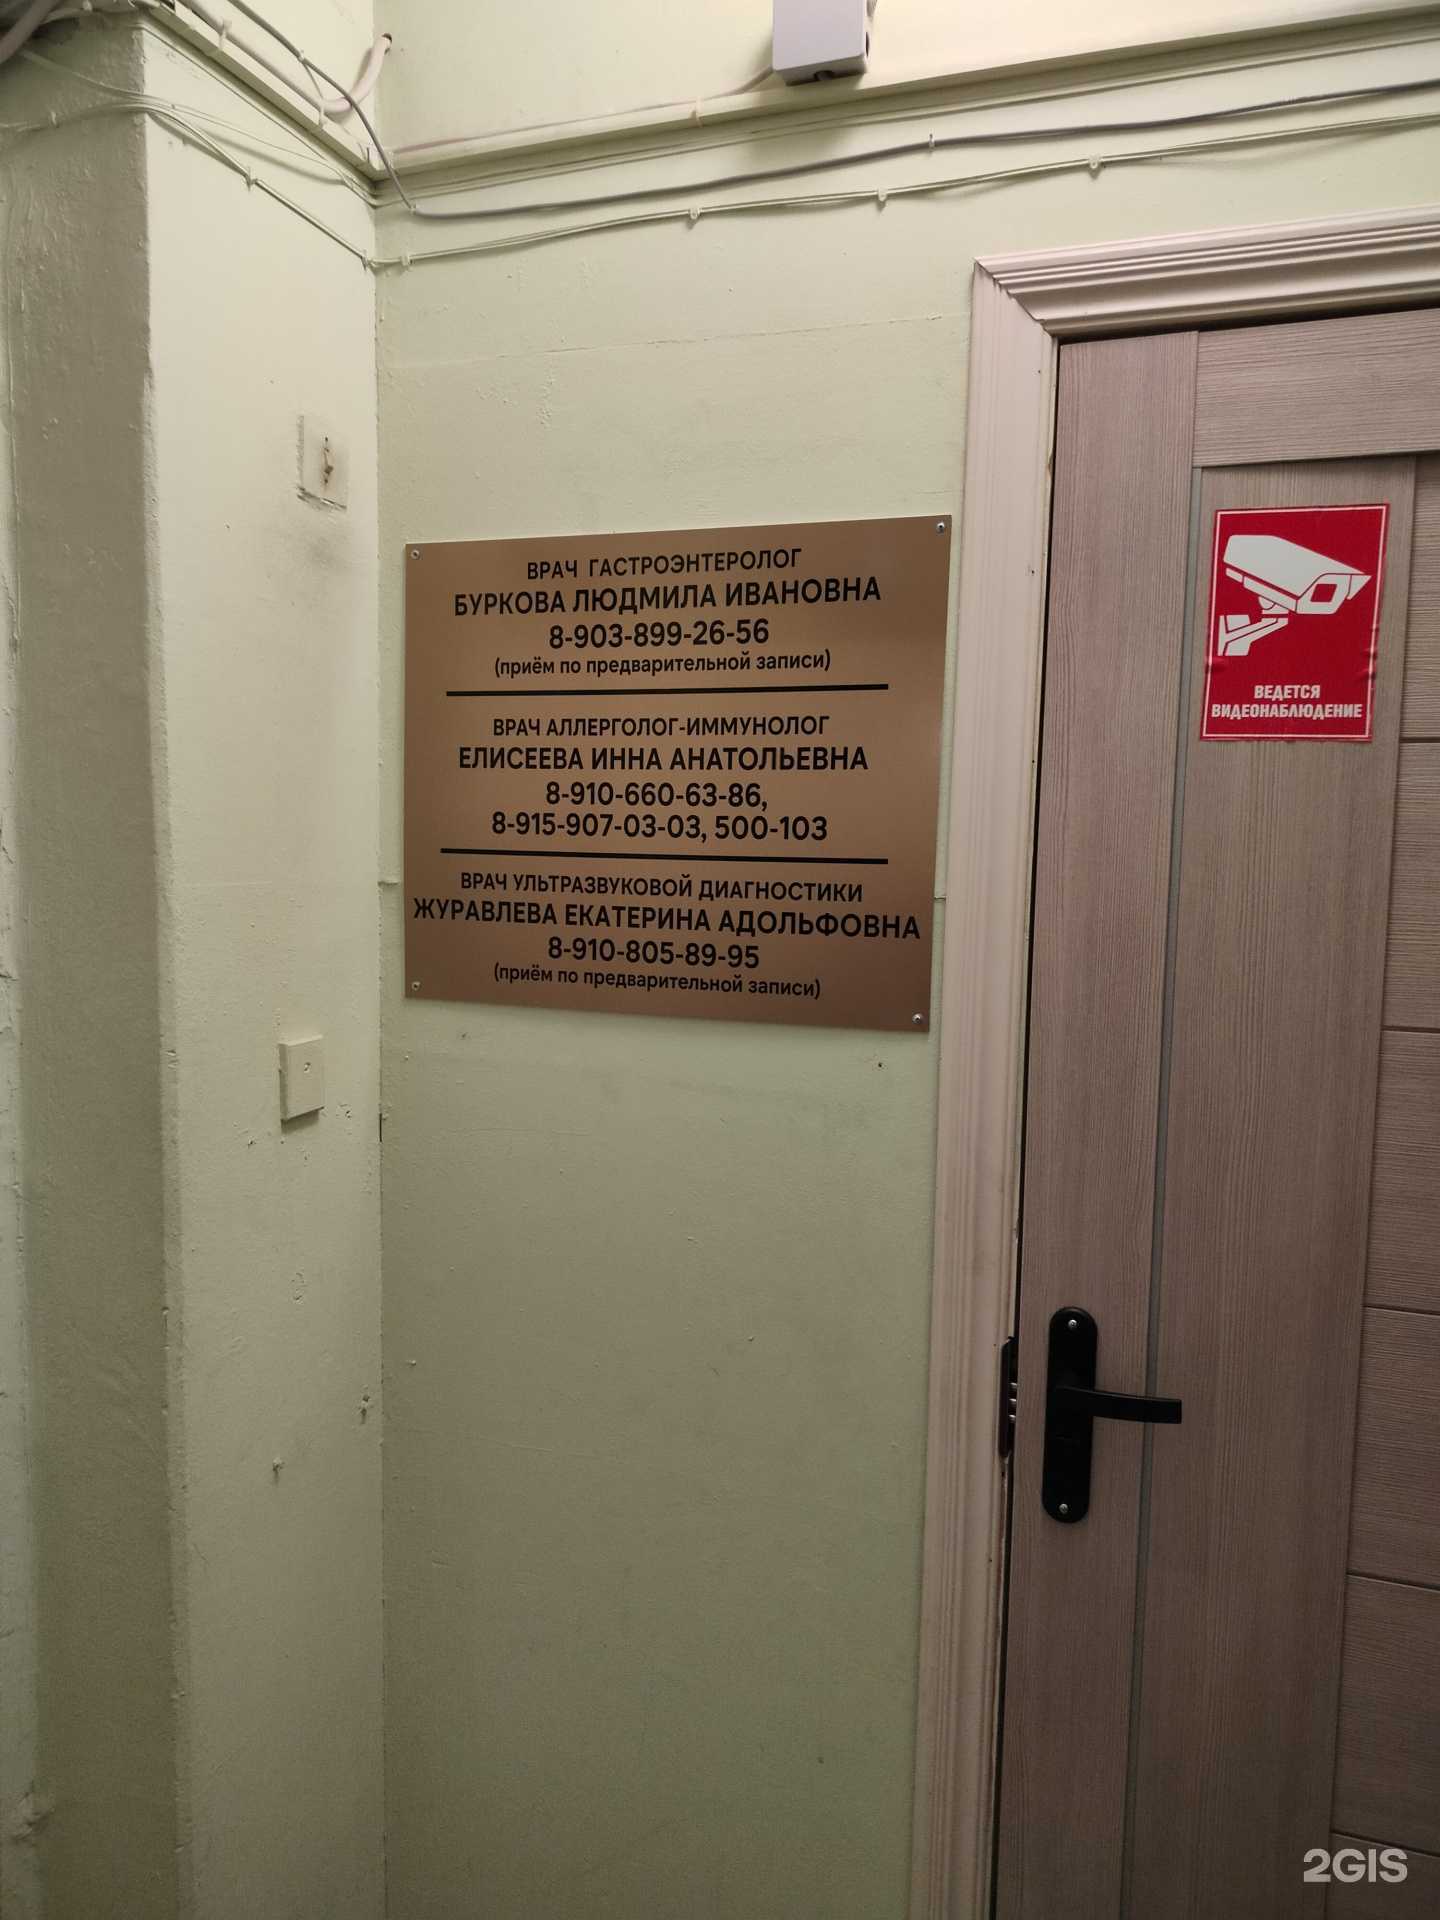 ВРАЧ ГАСТРОЭНТЕРОЛОГ
БУРКОВА ЛЮДМИЛА ИВАНОВНА
8-903-899-26-56
(приём по предварительной записи)
ВРАЧ АЛЛЕРГОЛОГ-ИММУНОЛОГ
ЕЛИСЕЕВА ИННА АНАТОЛЬЕВНА
8-910-660-63-86,
8-915-907-03-03, 500-103
ВРАЧ УЛЬТРАЗВУКОВОЙ ДИАГНОСТИКИ
ЖУРАВЛЕВА ЕКАТЕРИНА АДОЛЬФОВНА
8-910-805-89-95
(приём по предварительной записи)
ВЕДЕТСЯ
ВИДЕОНАБЛЮДЕНИЕ
2GIS